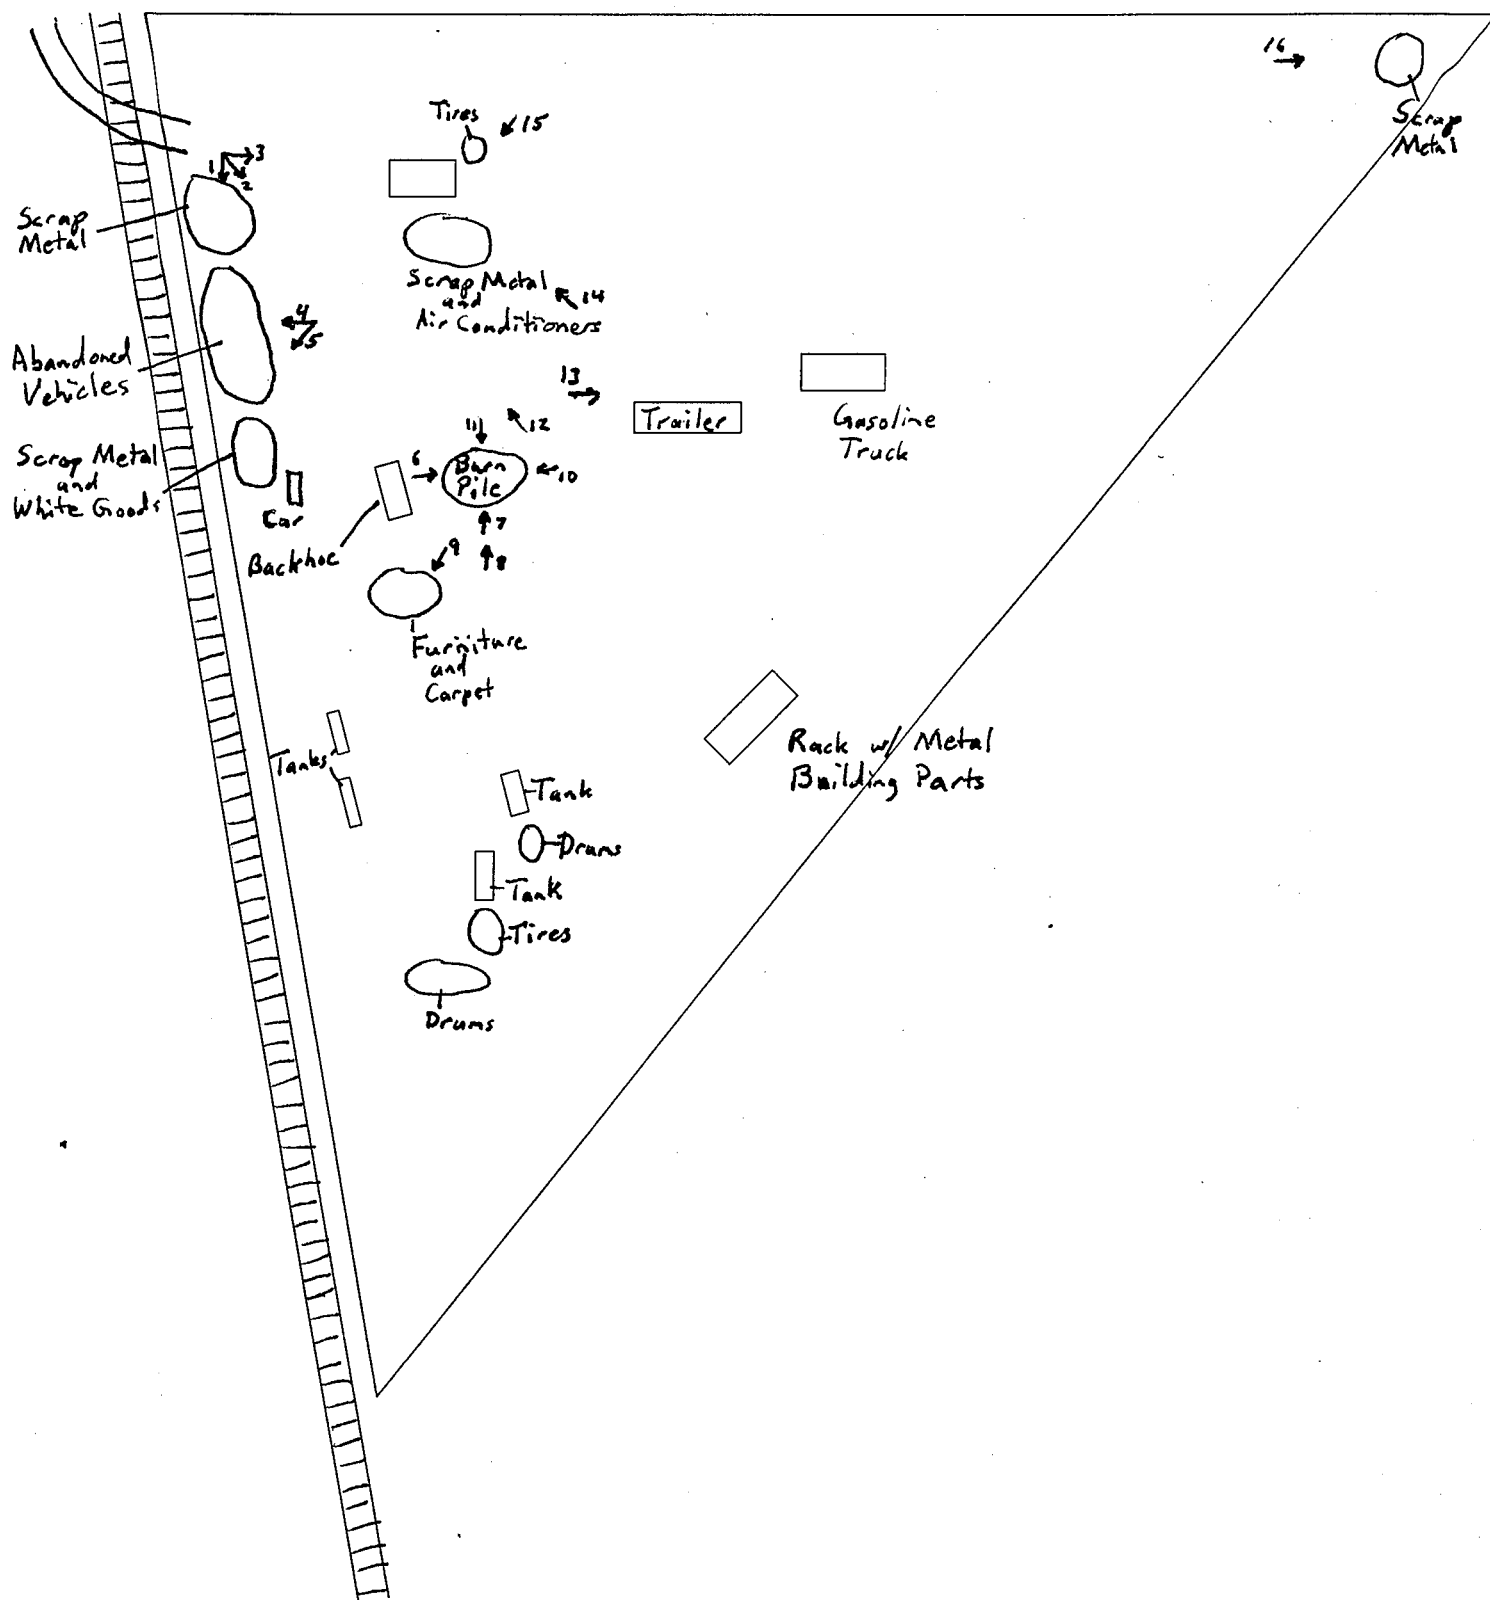 16
Scrap
Metal
Tires
15
1
3
2
Scrap
Metal
Scrap Metal
and
Air Conditioners
14
4
5
Abandoned
Vehicles
13
Trailer
Gasoline
Truck
12
11
6
Burn
Pile
10
Scrap Metal
and
White Goods
Car
Backhoe
7
8
9
Furniture
and
Carpet
Tanks
Rack w/ Metal
Building Parts
Tank
Drums
Tank
Tires
Drums